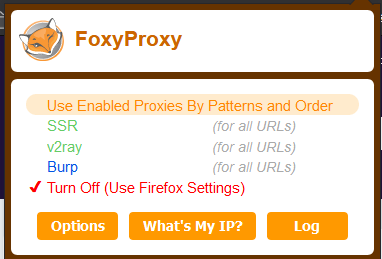 FoxyProxy
Use Enabled Proxies By Patterns and Order
SSR (for all URLs)
v2ray (for all URLs)
Burp (for all URLs)
✔ Turn Off (Use Firefox Settings)
Options What's My IP? Log